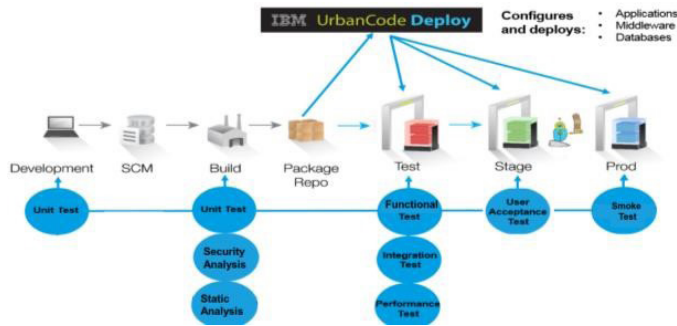 IBM UrbanCode Deploy
Configures
and deploys:
• Applications
• Middleware
• Databases
Development
SCM
Build
Package
Repo
Test
Stage
Prod
Unit Test
Unit Test
Functional
Test
User
Acceptance
Test
Smoke
Test
Security
Analysis
Integration
Test
Static
Analysis
Performance
Test